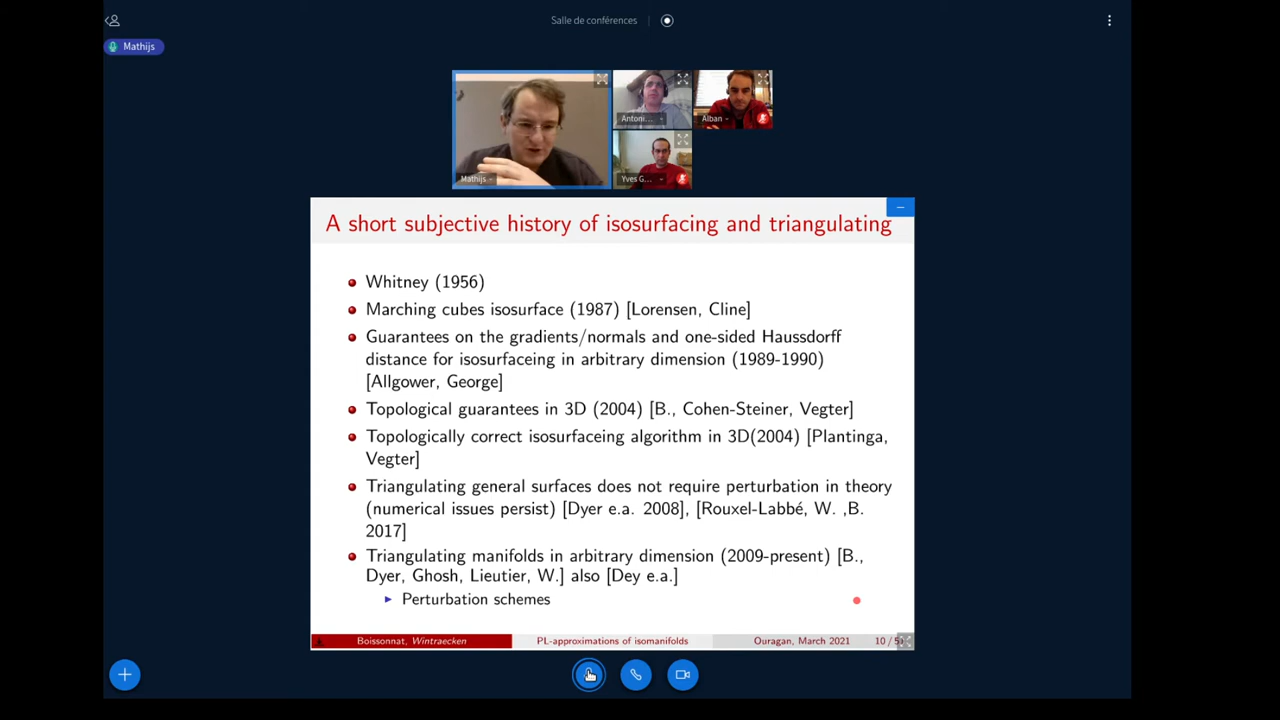 Salle de conférences
Mathijs
Antoni...
Alban
Mathijs
Yves G...
A short subjective history of isosurfacing and triangulating
Whitney (1956)
Marching cubes isosurface (1987) [Lorensen, Cline]
Guarantees on the gradients/normals and one-sided Haussdorff
distance for isosurfaceing in arbitrary dimension (1989-1990)
[Allgower, George]
Topological guarantees in 3D (2004) [B., Cohen-Steiner, Vegter]
Topologically correct isosurfaceing algorithm in 3D(2004) [Plantinga,
Vegter]
Triangulating general surfaces does not require perturbation in theory
(numerical issues persist) [Dyer e.a. 2008], [Rouxel-Labbé, W. ,B.
2017]
Triangulating manifolds in arbitrary dimension (2009-present) [B.,
Dyer, Ghosh, Lieutier, W.] also [Dey e.a.]
Perturbation schemes
Boissonnat, Wintraecken PL-approximations of isomanifolds Ouragan, March 2021 10 /